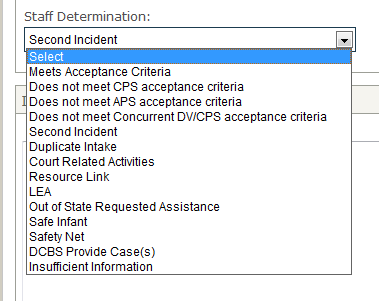 Staff Determination:
Second Incident
Select
Meets Acceptance Criteria
Does not meet CPS acceptance criteria
Does not meet APS acceptance criteria
Does not meet Concurrent DV/CPS acceptance criteria
Second Incident
Duplicate Intake
Court Related Activities
Resource Link
LEA
Out of State Requested Assistance
Safe Infant
Safety Net
DCBS Provide Case(s)
Insufficient Information